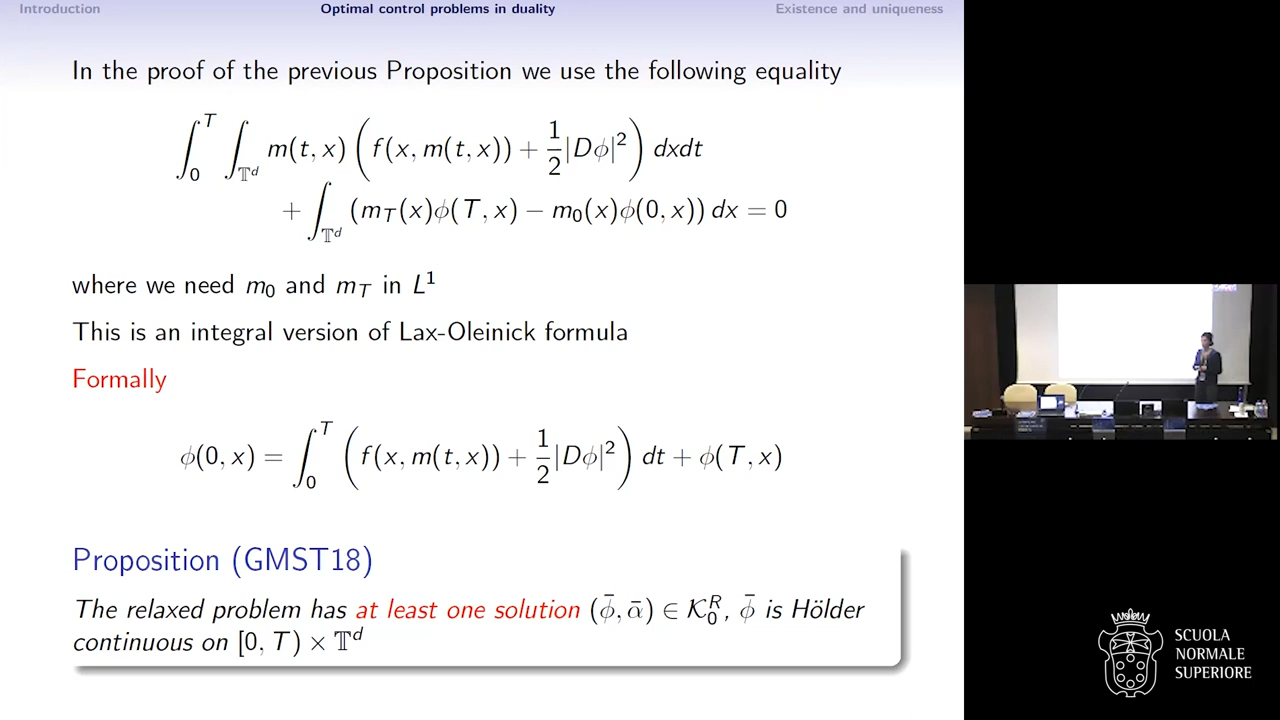 Introduction Optimal control problems in duality Existence and uniqueness
In the proof of the previous Proposition we use the following equality
∫₀ᵀ ∫_{𝕋ᵈ} m(t, x) ( f(x, m(t, x)) + 1/2 |Dϕ|² ) dxdt
+ ∫_{𝕋ᵈ} (m_T(x)ϕ(T, x) − m₀(x)ϕ(0, x)) dx = 0
where we need m₀ and m_T in L¹
This is an integral version of Lax-Oleinick formula
Formally
ϕ(0, x) = ∫₀ᵀ ( f(x, m(t, x)) + 1/2 |Dϕ|² ) dt + ϕ(T, x)
Proposition (GMST18)
The relaxed problem has at least one solution (ϕ̄, ᾱ) ∈ 𝒦₀ᴿ, ϕ̄ is Hölder
continuous on [0, T) × 𝕋ᵈ
SCUOLA
NORMALE
SUPERIORE